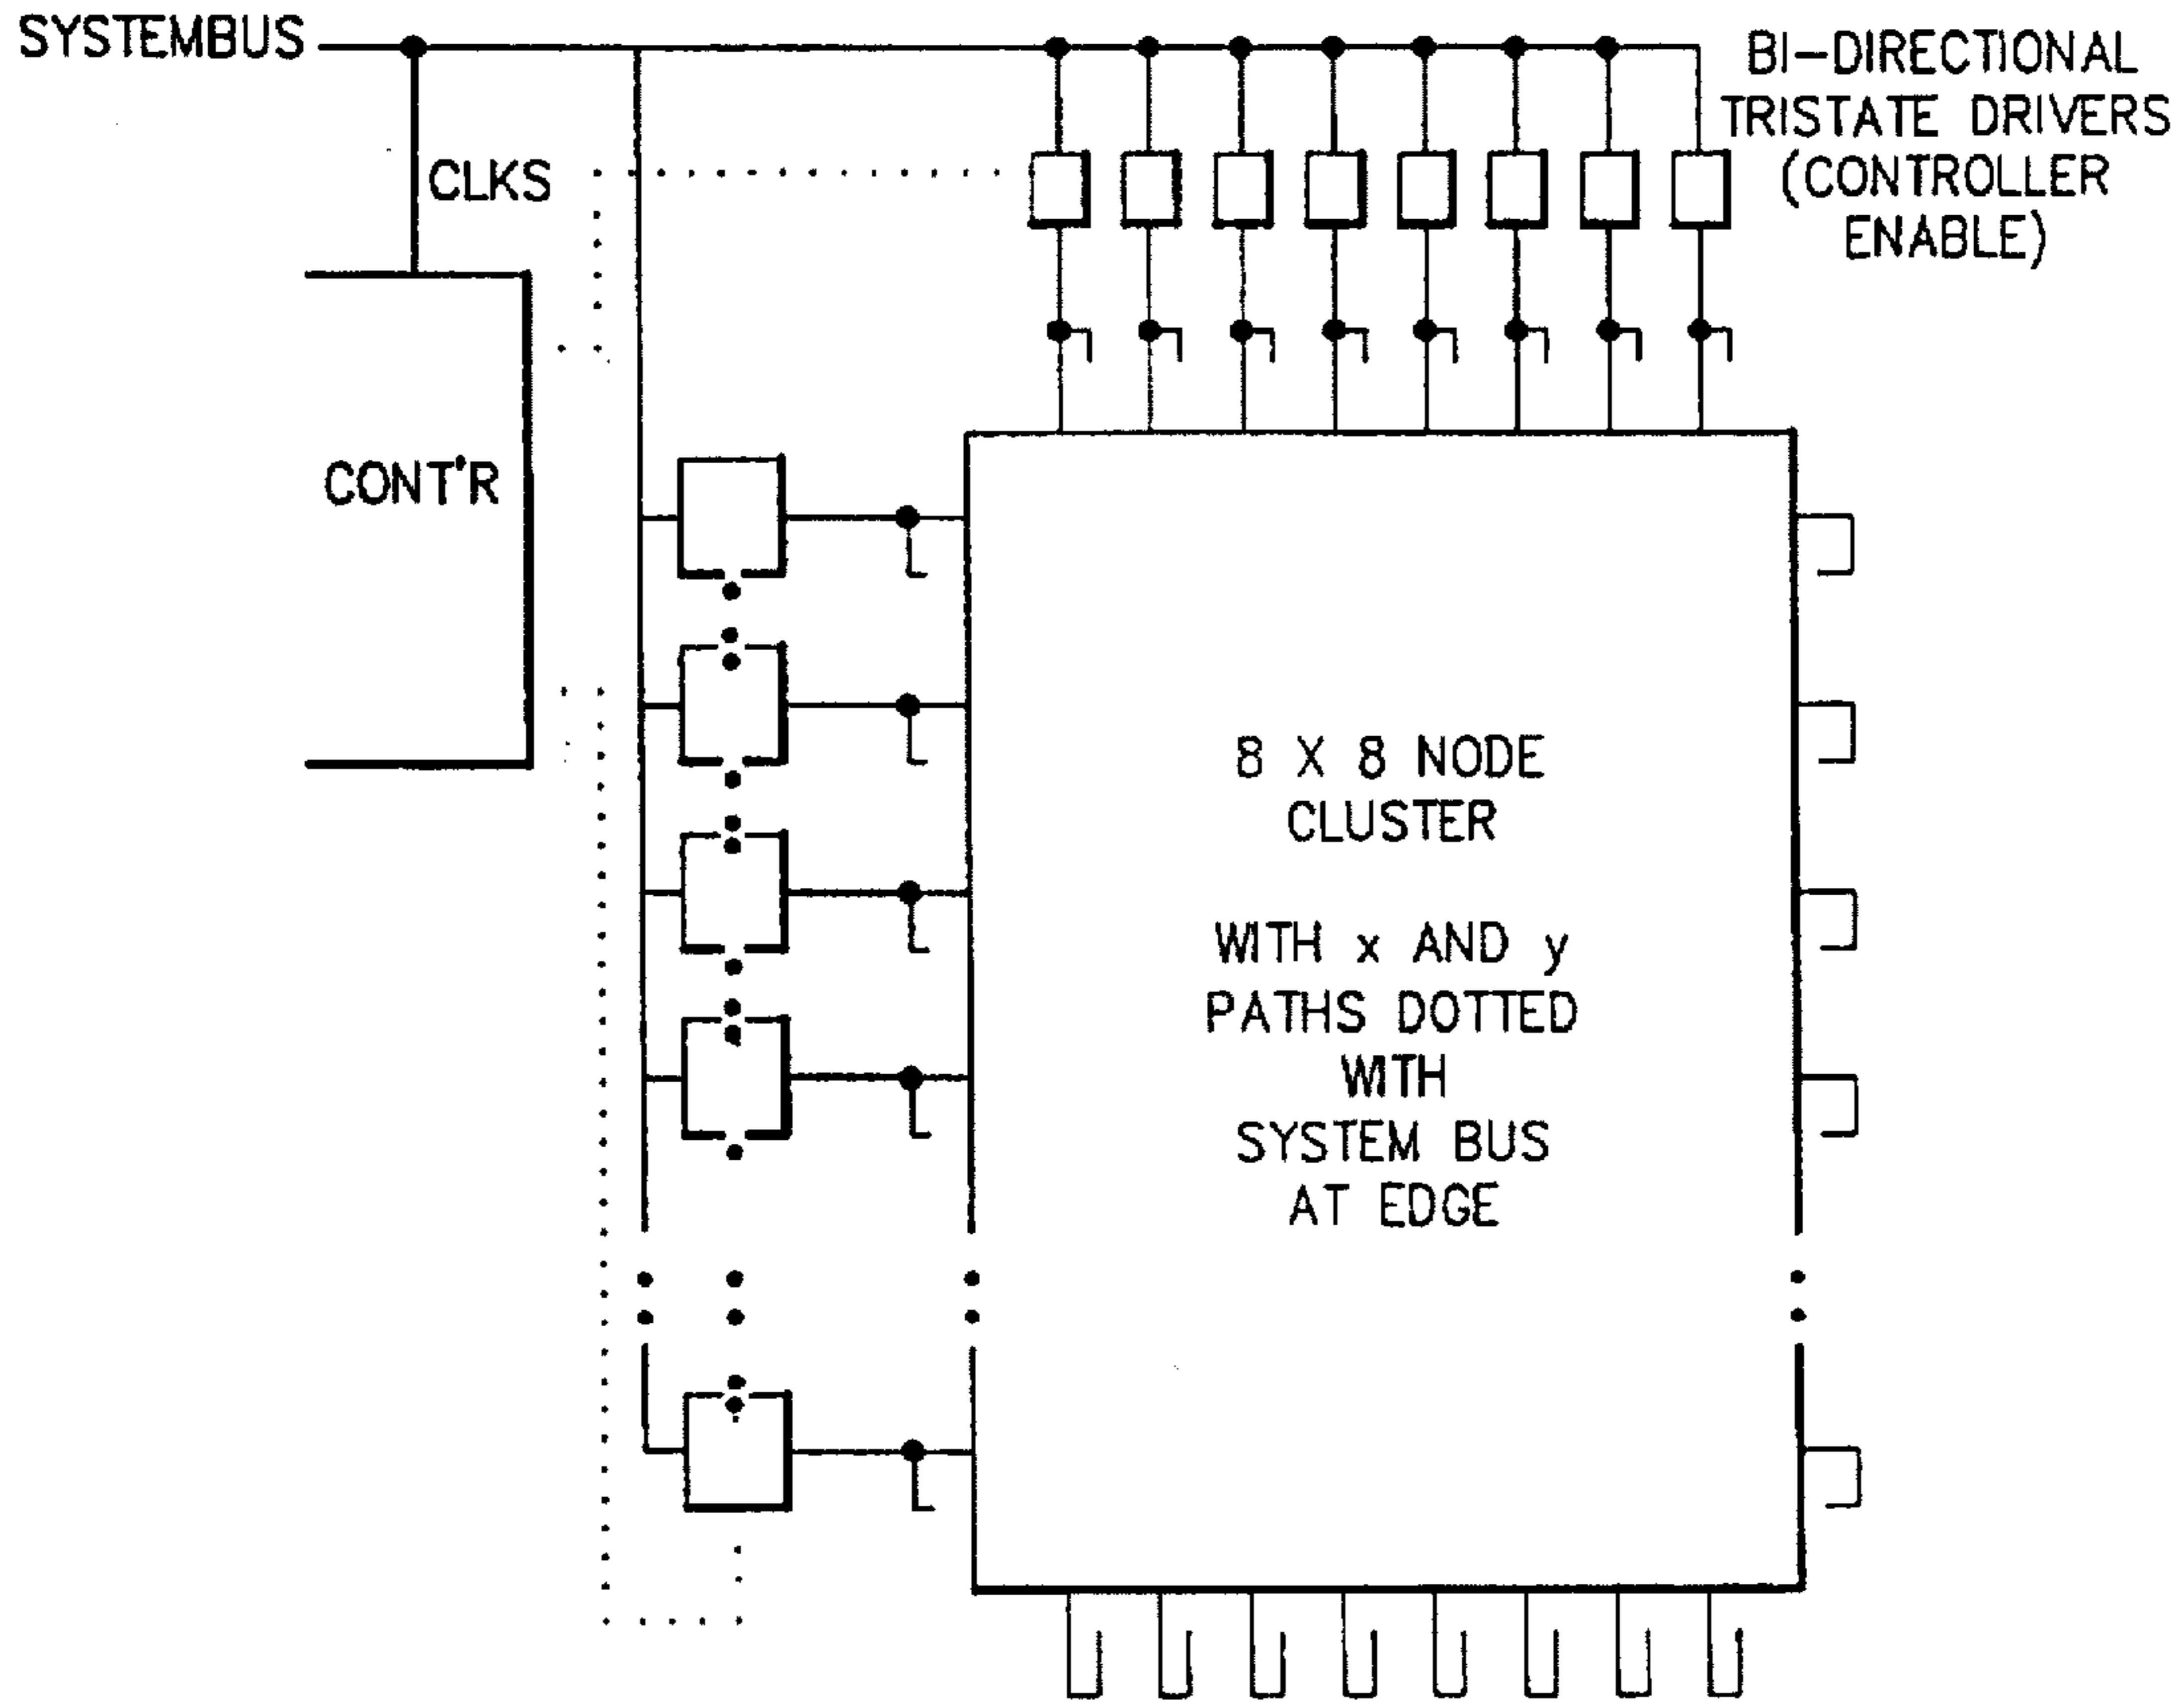 SYSTEMBUS
BI-DIRECTIONAL
TRISTATE DRIVERS
(CONTROLLER
ENABLE)
CLKS
CONT'R
8 X 8 NODE
CLUSTER
WITH x AND y
PATHS DOTTED
WITH
SYSTEM BUS
AT EDGE